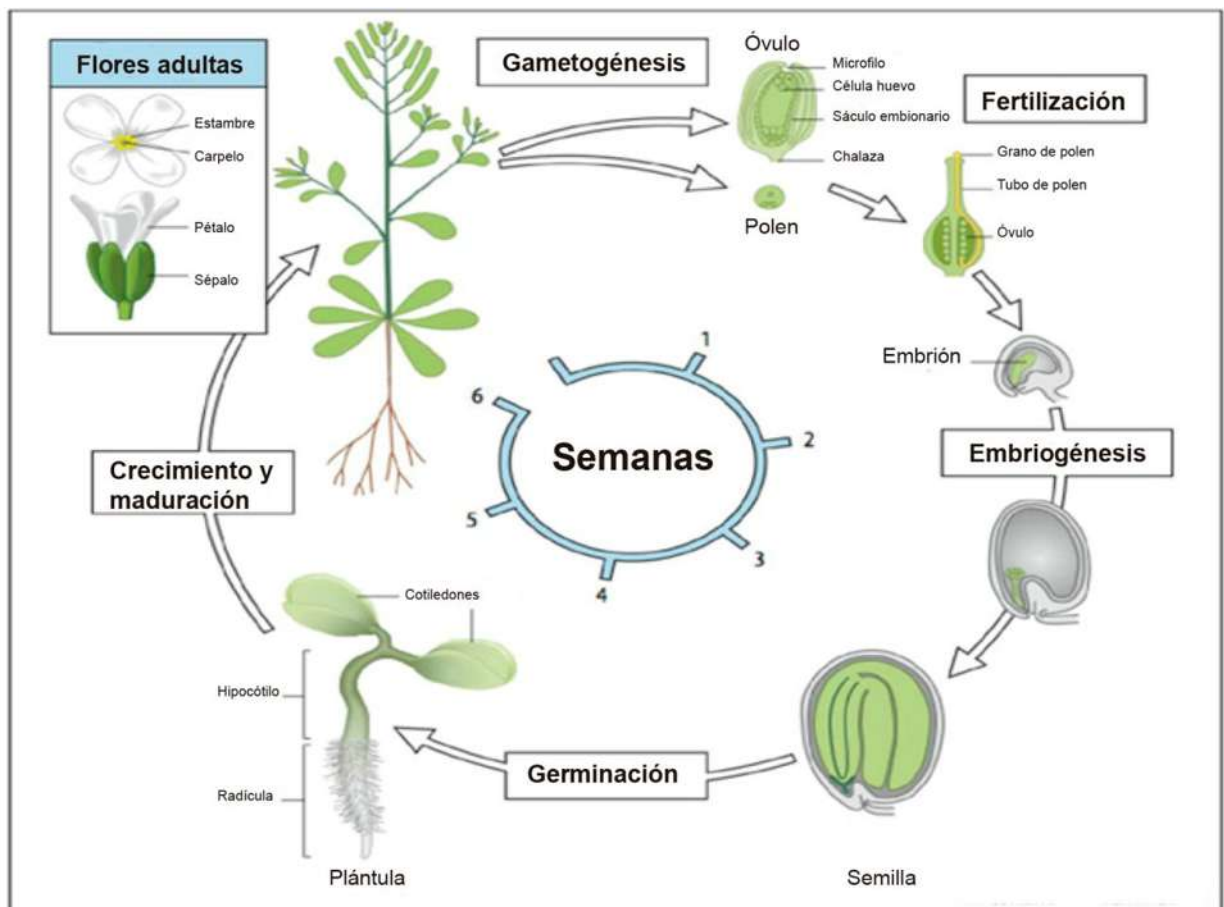 Flores adultas
Estambre
Carpelo
Pétalo
Sépalo
Gametogénesis
Óvulo
Microfilo
Célula huevo
Sáculo embionario
Chalaza
Polen
Fertilización
Grano de polen
Tubo de polen
Óvulo
Embrión
Embriogénesis
Semanas
1
2
3
4
5
6
Crecimiento y
maduración
Cotiledones
Hipocótilo
Radícula
Plántula
Germinación
Semilla